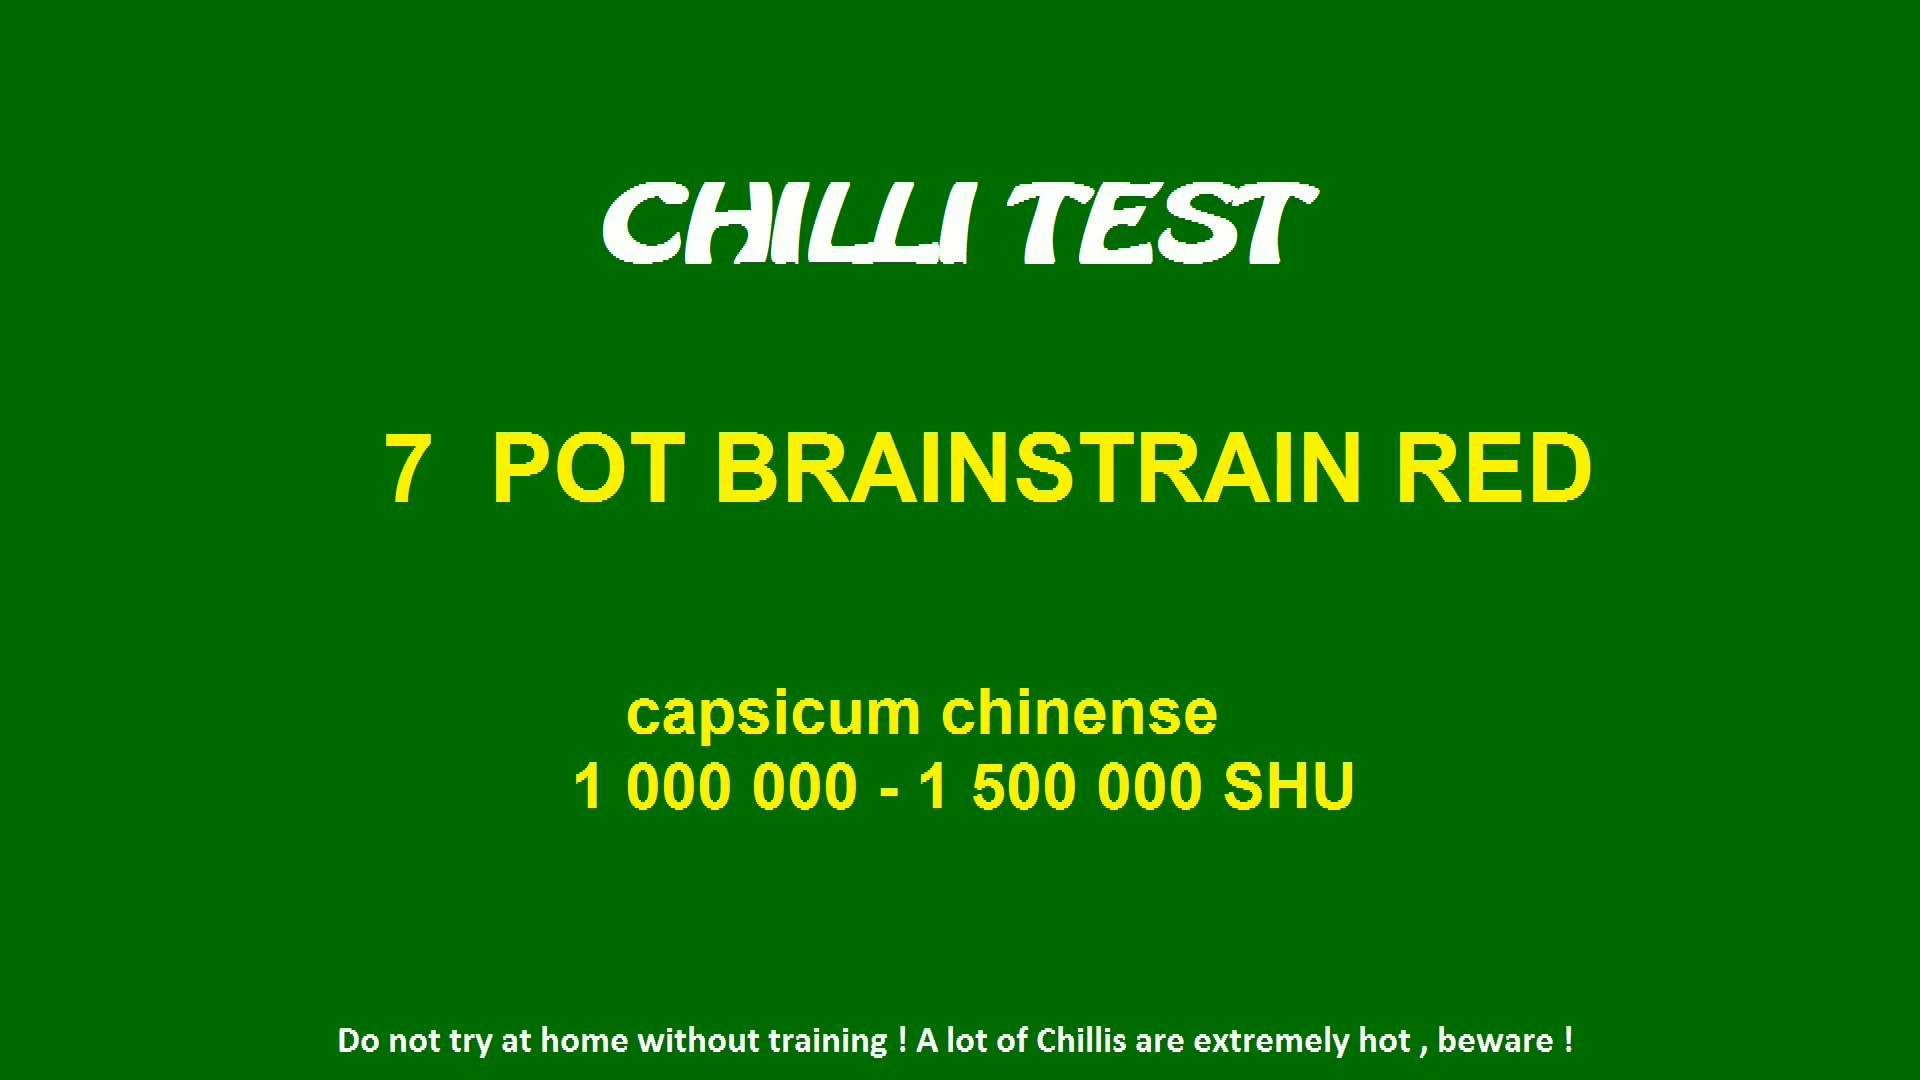 CHILLI TEST
7 POT BRAINSTRAIN RED
capsicum chinense
1 000 000 - 1 500 000 SHU
Do not try at home without training ! A lot of Chillis are extremely hot , beware !